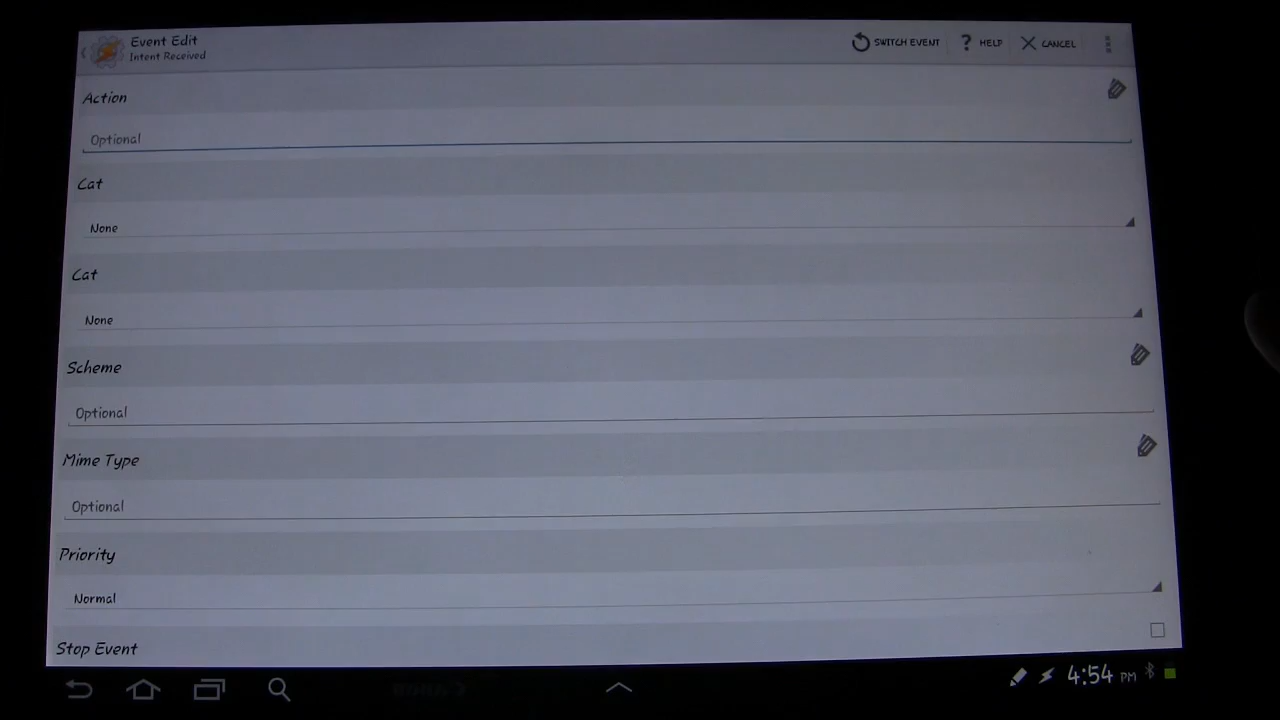 Event Edit
Intent Received
SWITCH EVENT
? HELP
CANCEL
Action
Optional
Cat
None
Cat
None
Scheme
Optional
Mime Type
Optional
Priority
Normal
Stop Event
4:54 PM